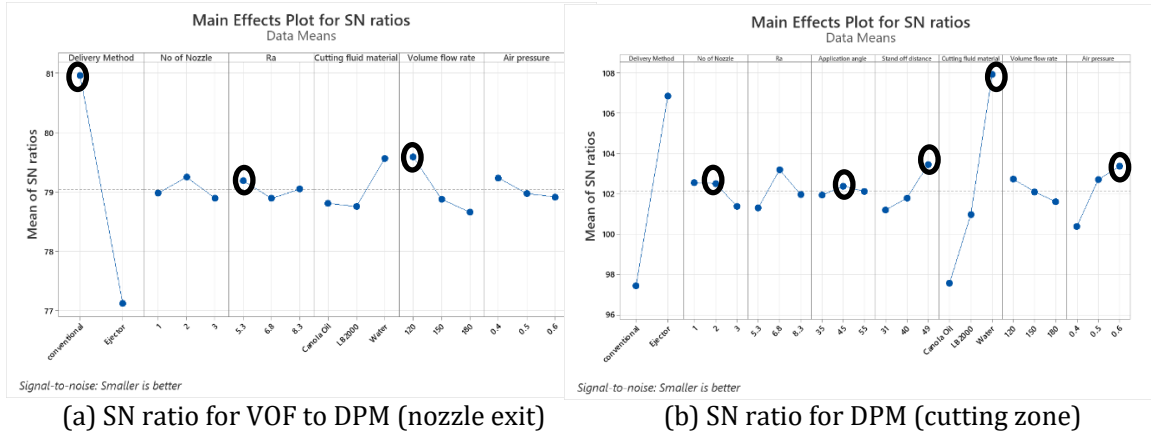 Main Effects Plot for SN ratios
Data Means
Delivery Method No of Nozzle Ra Cutting fluid material Volume flow rate Air pressure
Mean of SN ratios
81
80
79
78
77
conventional Ejector 1 2 3 5.3 6.8 8.3 Canola Oil LB2000 Water 120 150 180 0.4 0.5 0.6
Signal-to-noise: Smaller is better
(a) SN ratio for VOF to DPM (nozzle exit)
Main Effects Plot for SN ratios
Data Means
Delivery Method No of Nozzle Ra Application angle Stand off distance Cutting fluid material Volume flow rate Air pressure
Mean of SN ratios
108
106
104
102
100
98
96
conventional Ejector 1 2 3 5.3 6.8 8.3 35 45 55 31 40 49 Canola Oil LB2000 Water 120 150 180 0.4 0.5 0.6
Signal-to-noise: Smaller is better
(b) SN ratio for DPM (cutting zone)